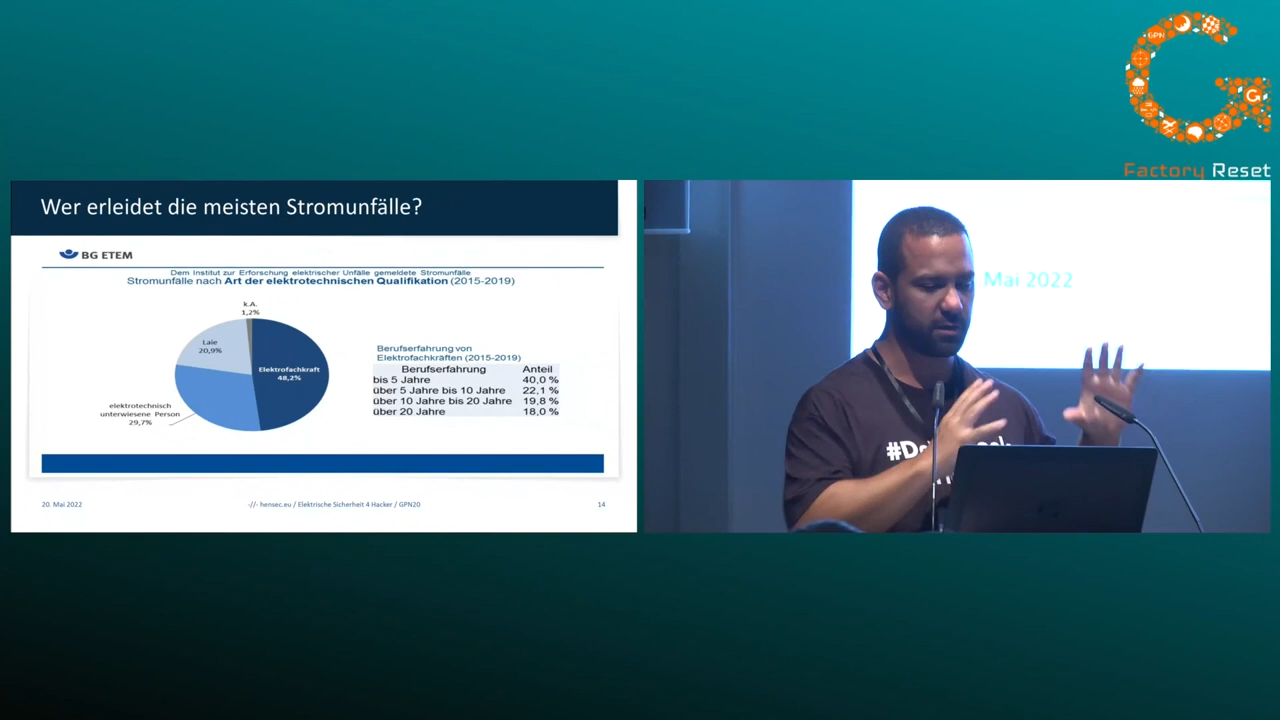 GPN
Factory Reset
Wer erleidet die meisten Stromunfälle?
BG ETEM
Dem Institut zur Erforschung elektrischer Unfälle gemeldete Stromunfälle
Stromunfälle nach Art der elektrotechnischen Qualifikation (2015-2019)
k.A.
1,2%
Laie
20,9%
Elektrofachkraft
48,2%
elektrotechnisch
unterwiesene Person
29,7%
Berufserfahrung von
Elektrofachkräften (2015-2019)
Berufserfahrung Anteil
bis 5 Jahre 40,0 %
über 5 Jahre bis 10 Jahre 22,1 %
über 10 Jahre bis 20 Jahre 19,8 %
über 20 Jahre 18,0 %
20. Mai 2022 -//- hensec.eu / Elektrische Sicherheit 4 Hacker / GPN20 14
Mai 2022